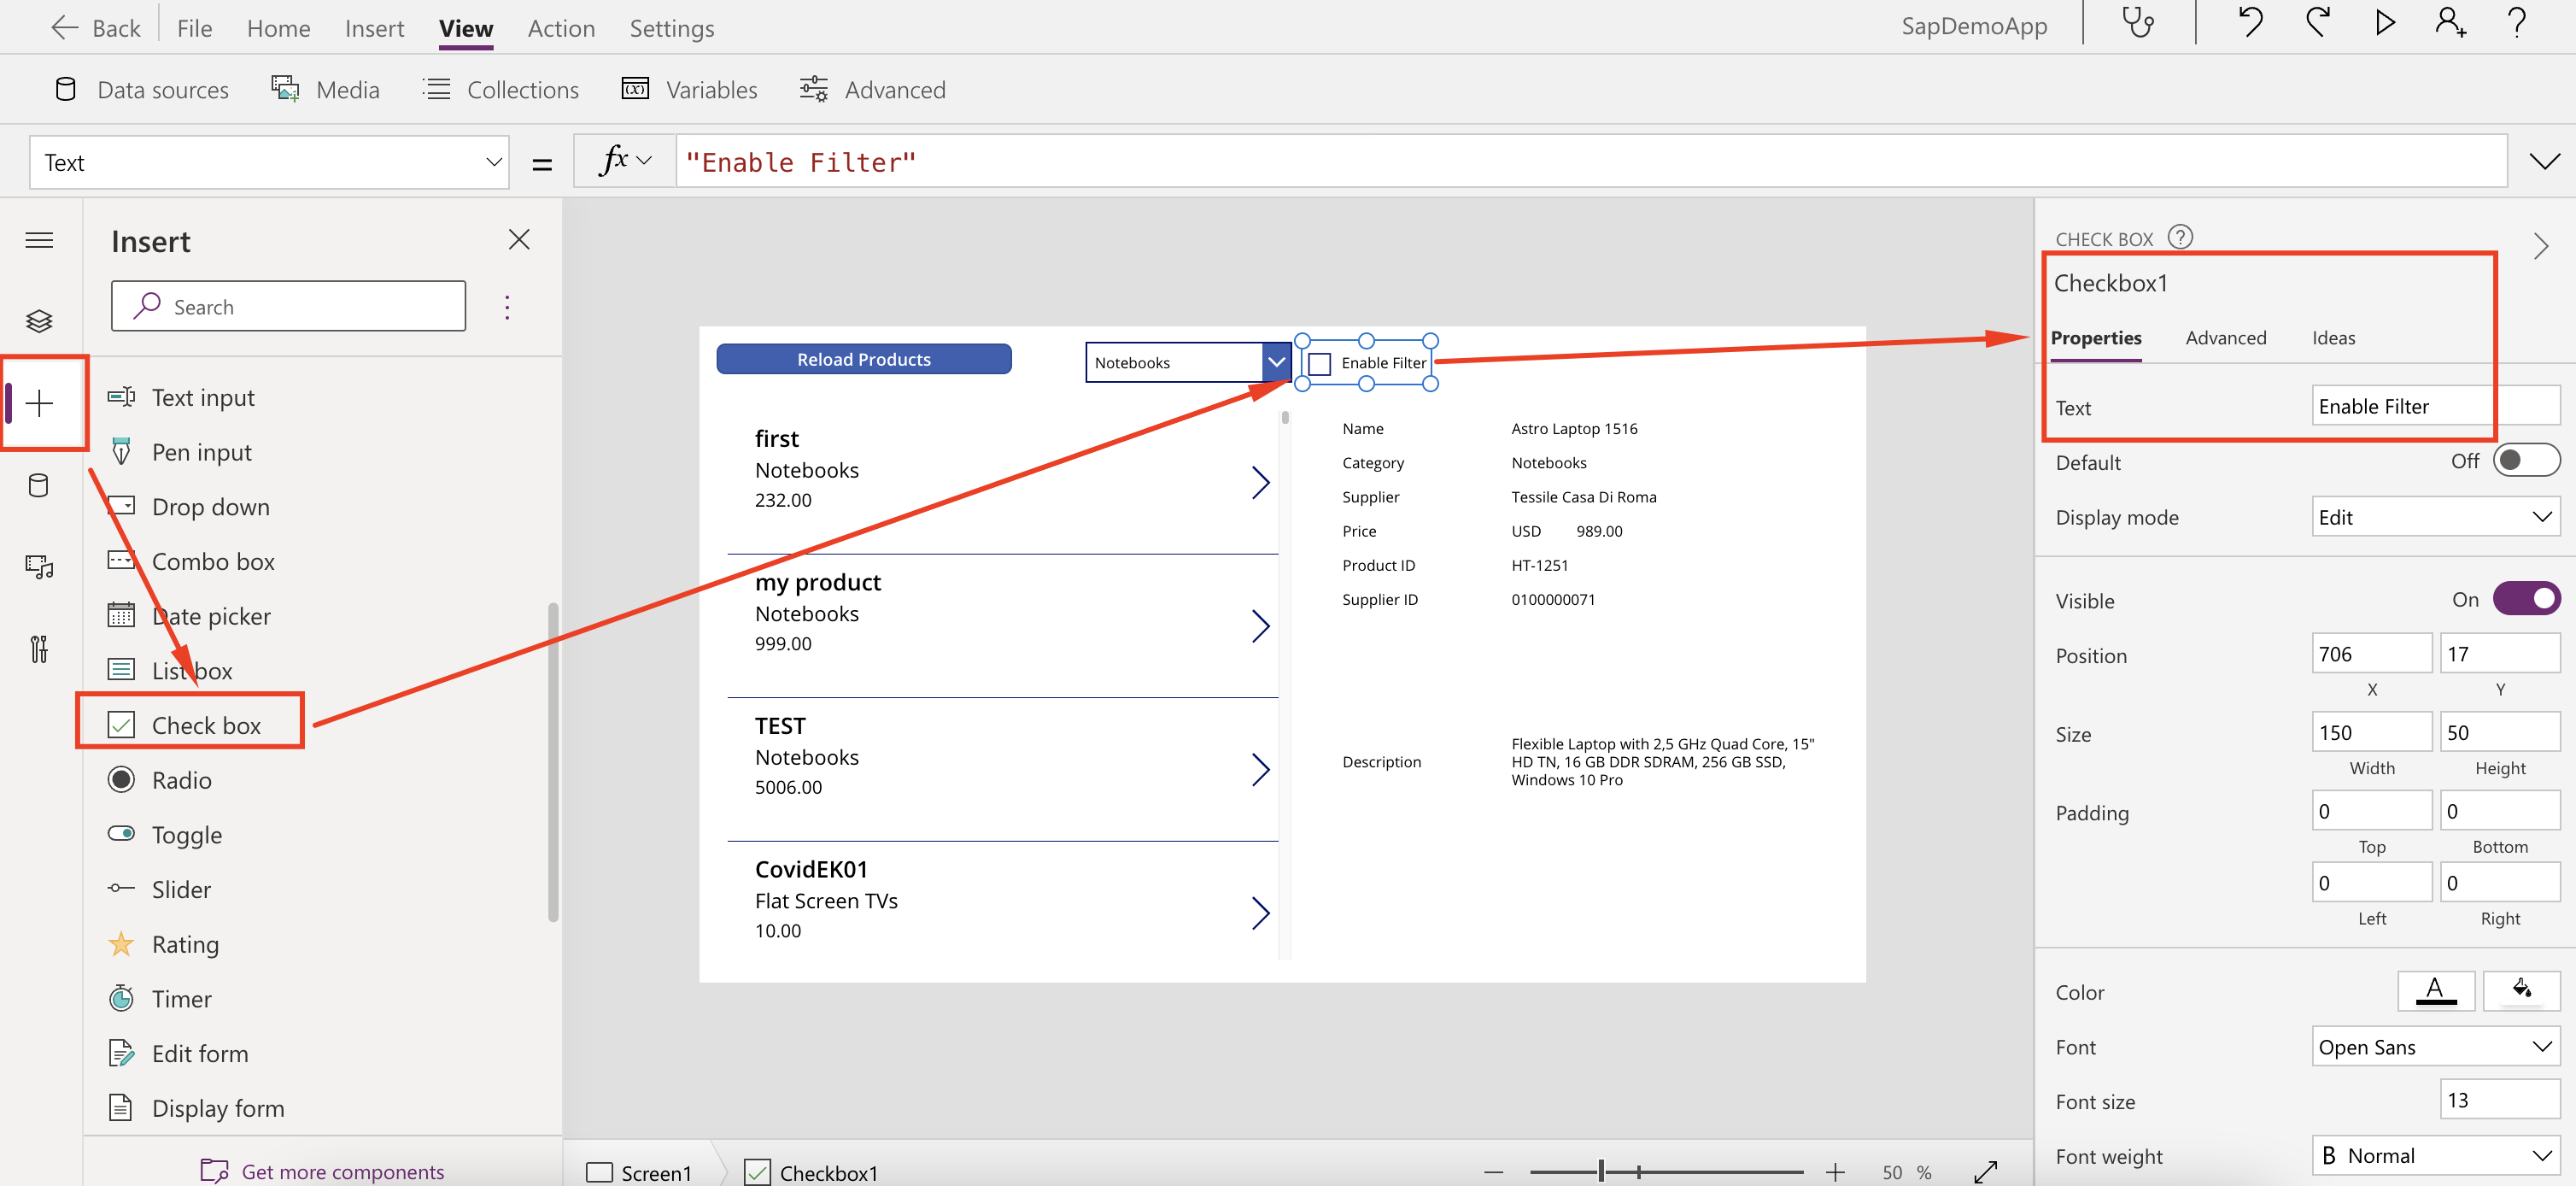 Back File Home Insert View Action Settings SapDemoApp ?
Data sources Media Collections Variables Advanced
Text = fx "Enable Filter"
Insert
Search
Text input
Pen input
Drop down
Combo box
Date picker
List box
Check box
Radio
Toggle
Slider
Rating
Timer
Edit form
Display form
Get more components
Reload Products
Notebooks
Enable Filter
first
Notebooks
232.00
my product
Notebooks
999.00
TEST
Notebooks
5006.00
CovidEK01
Flat Screen TVs
10.00
Name Astro Laptop 1516
Category Notebooks
Supplier Tessile Casa Di Roma
Price USD 989.00
Product ID HT-1251
Supplier ID 0100000071
Description
Flexible Laptop with 2,5 GHz Quad Core, 15"
HD TN, 16 GB DDR SDRAM, 256 GB SSD,
Windows 10 Pro
Screen1 Checkbox1 50 %
CHECK BOX ?
Checkbox1
Properties Advanced Ideas
Text Enable Filter
Default Off
Display mode Edit
Visible On
Position 706 17
X Y
Size 150 50
Width Height
Padding 0 0
Top Bottom
0 0
Left Right
Color A
Font Open Sans
Font size 13
Font weight B Normal